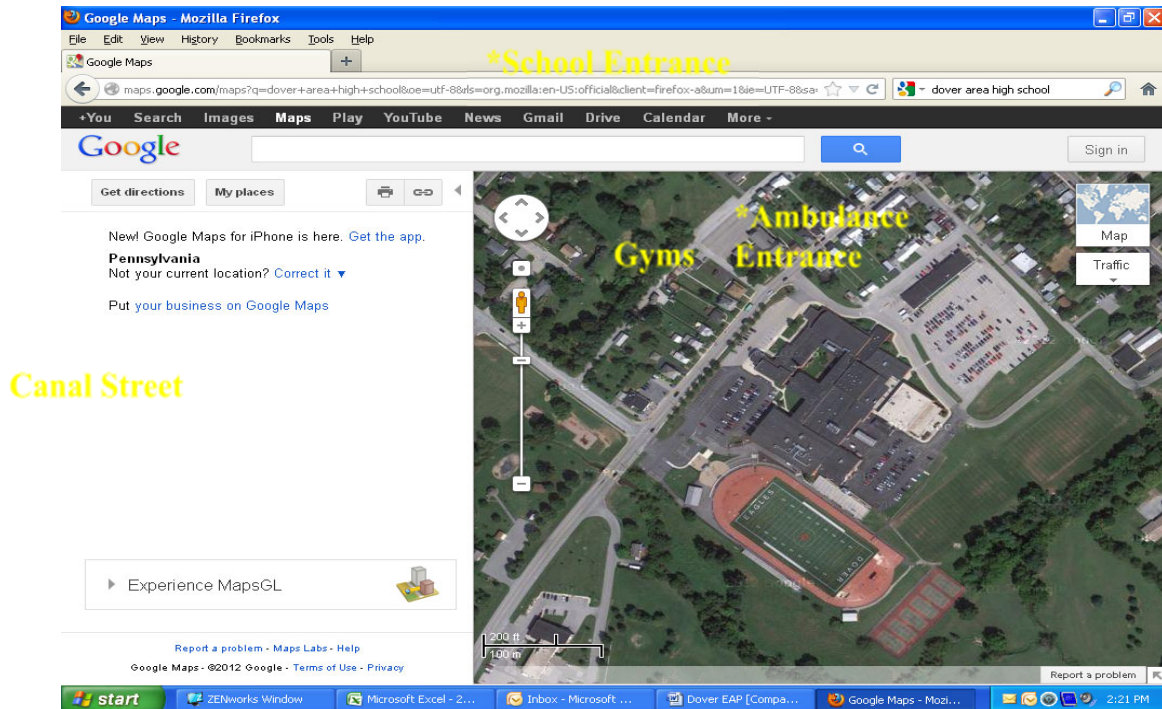 Google Maps - Mozilla Firefox
File Edit View History Bookmarks Tools Help
*School Entrance
Google Maps
maps.google.com/maps?q=dover+area+high+school&oe=utf-8&rls=org.mozilla:en-US:official&client=firefox-a&um=1&ie=UTF-8&sa=
dover area high school
+You Search Images Maps Play YouTube News Gmail Drive Calendar More
Google
Sign in
Get directions My places
*Ambulance
Entrance
Gyms
Map
Traffic
New! Google Maps for iPhone is here. Get the app.
Pennsylvania
Not your current location? Correct it
Put your business on Google Maps
Canal Street
EAGLES
DOVER
Experience MapsGL
200 ft
100 m
Report a problem - Maps Labs - Help
Google Maps - ©2012 Google - Terms of Use - Privacy
Report a problem
start
ZENworks Window
Microsoft Excel - 2...
Inbox - Microsoft ...
Dover EAP [Compa...
Google Maps - Mozi...
2:21 PM